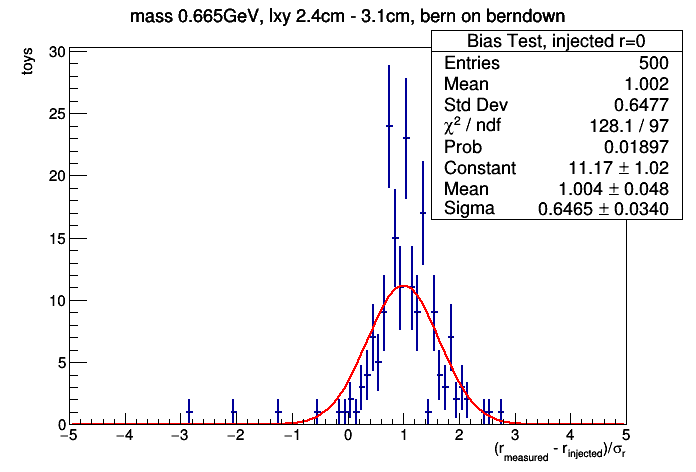 mass 0.665GeV, lxy 2.4cm - 3.1cm, bern on berndown
Bias Test, injected r=0
Entries 500
Mean 1.002
Std Dev 0.6477
χ² / ndf 128.1 / 97
Prob 0.01897
Constant 11.17 ± 1.02
Mean 1.004 ± 0.048
Sigma 0.6465 ± 0.0340
toys
30
25
20
15
10
5
0
−5 −4 −3 −2 −1 0 1 2 3 4 5
(r_measured - r_injected)/σ_r